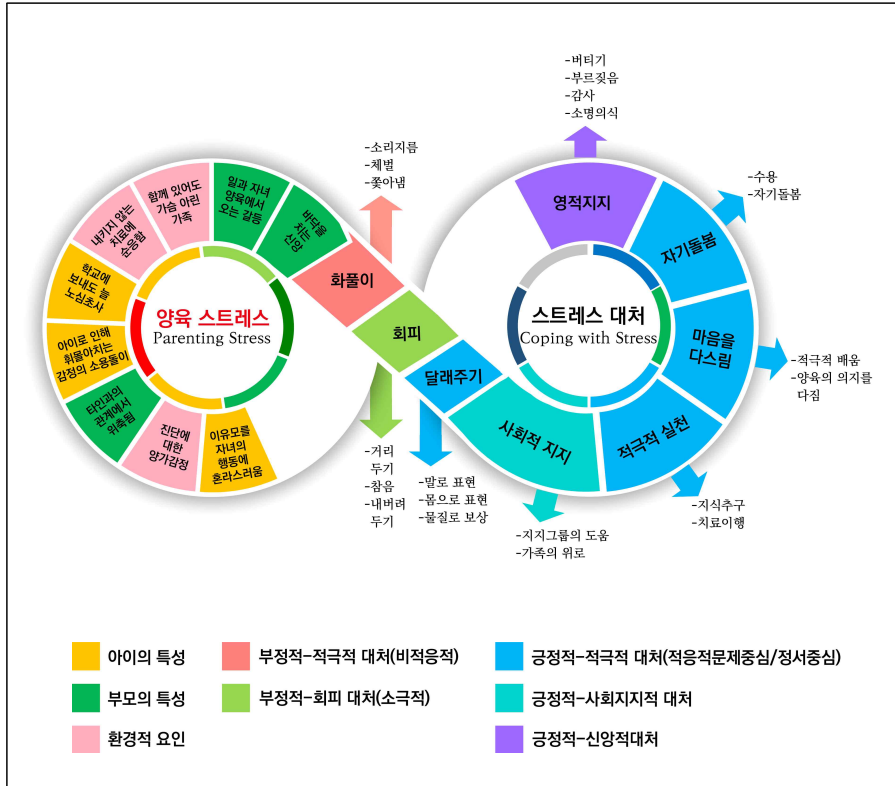 -버티기
-부르짖음
-감사
-소명의식
-소리지름
-체벌
-쫓아냄
-수용
-자기돌봄
함께 있어도
가슴 아린
가족
일과 자녀
양육에서
오는 갈등
바닥을
치는
신앙
내키지 않는
치료에
순응함
학교에
보내도 늘
노심초사
아이로 인해
휘몰아치는
감정의 소용돌이
타인과의
관계에서
위축됨
진단에
대한
양가감정
이유모를
자녀의
행동에
혼라스러움
양육 스트레스
Parenting Stress
화풀이
회피
달래주기
영적지지
자기돌봄
마음을
다스림
적극적 실천
사회적 지지
스트레스 대처
Coping with Stress
-적극적 배움
-양육의 의지를
다짐
-거리
두기
-참음
-내버려
두기
-말로 표현
-몸으로 표현
-물질로 보상
-지지그룹의 도움
-가족의 위로
-지식추구
-치료이행
아이의 특성
부정적-적극적 대처(비적응적)
긍정적-적극적 대처(적응적문제중심/정서중심)
부모의 특성
부정적-회피 대처(소극적)
긍정적-사회지지적 대처
환경적 요인
긍정적-신앙적대처